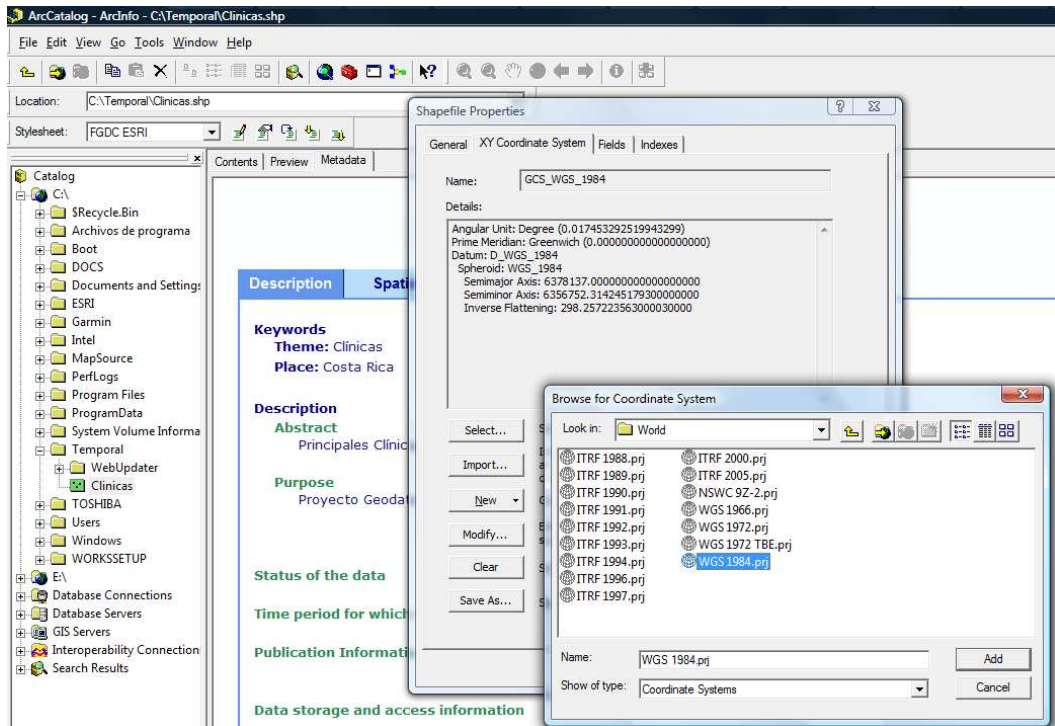 ArcCatalog - ArcInfo - C:\Temporal\Clinicas.shp
File Edit View Go Tools Window Help
Location: C:\Temporal\Clinicas.shp
Stylesheet: FGDC ESRI
Contents Preview Metadata
Catalog
C:\
$Recycle.Bin
Archivos de programa
Boot
DOCS
Documents and Settings
ESRI
Garmin
Intel
MapSource
PerfLogs
Program Files
ProgramData
System Volume Informa
Temporal
WebUpdater
Clinicas
TOSHIBA
Users
Windows
WORKSSETUP
E:\
Database Connections
Database Servers
GIS Servers
Interoperability Connection
Search Results
Description Spati
Keywords
Theme: Clínicas
Place: Costa Rica
Description
Abstract
Principales Clínic
Purpose
Proyecto Geodat
Status of the data
Time period for which
Publication Informati
Data storage and access information
Shapefile Properties
General XY Coordinate System Fields Indexes
Name: GCS_WGS_1984
Details:
Angular Unit: Degree (0.017453292519943299)
Prime Meridian: Greenwich (0.000000000000000000)
Datum: D_WGS_1984
Spheroid: WGS_1984
Semimajor Axis: 6378137.000000000000000000
Semiminor Axis: 6356752.314245179300000000
Inverse Flattening: 298.257223563000030000
Select...
Import...
New
Modify...
Clear
Save As...
Browse for Coordinate System
Look in: World
ITRF 1988.prj
ITRF 1989.prj
ITRF 1990.prj
ITRF 1991.prj
ITRF 1992.prj
ITRF 1993.prj
ITRF 1994.prj
ITRF 1996.prj
ITRF 1997.prj
ITRF 2000.prj
ITRF 2005.prj
NSWC 9Z-2.prj
WGS 1966.prj
WGS 1972.prj
WGS 1972 TBE.prj
WGS 1984.prj
Name: WGS 1984.prj Add
Show of type: Coordinate Systems Cancel